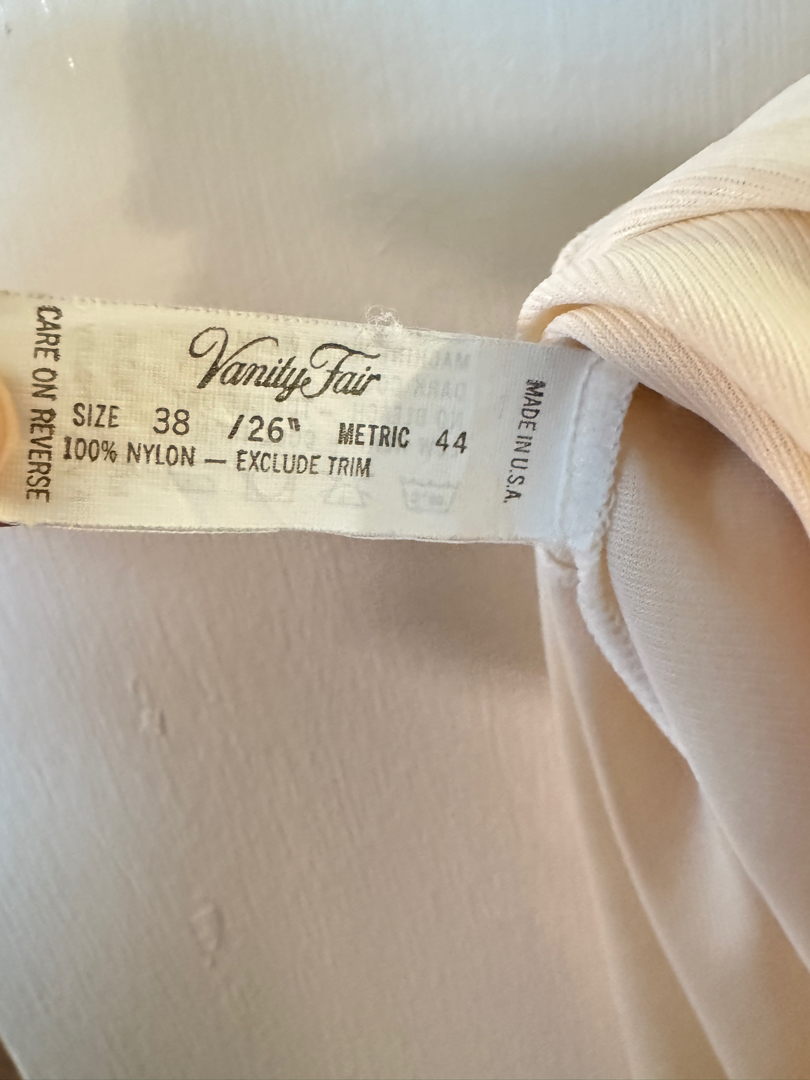 CARE ON REVERSE
Vanity Fair
SIZE 38 /26" METRIC 44
100% NYLON — EXCLUDE TRIM
MADE IN U.S.A.